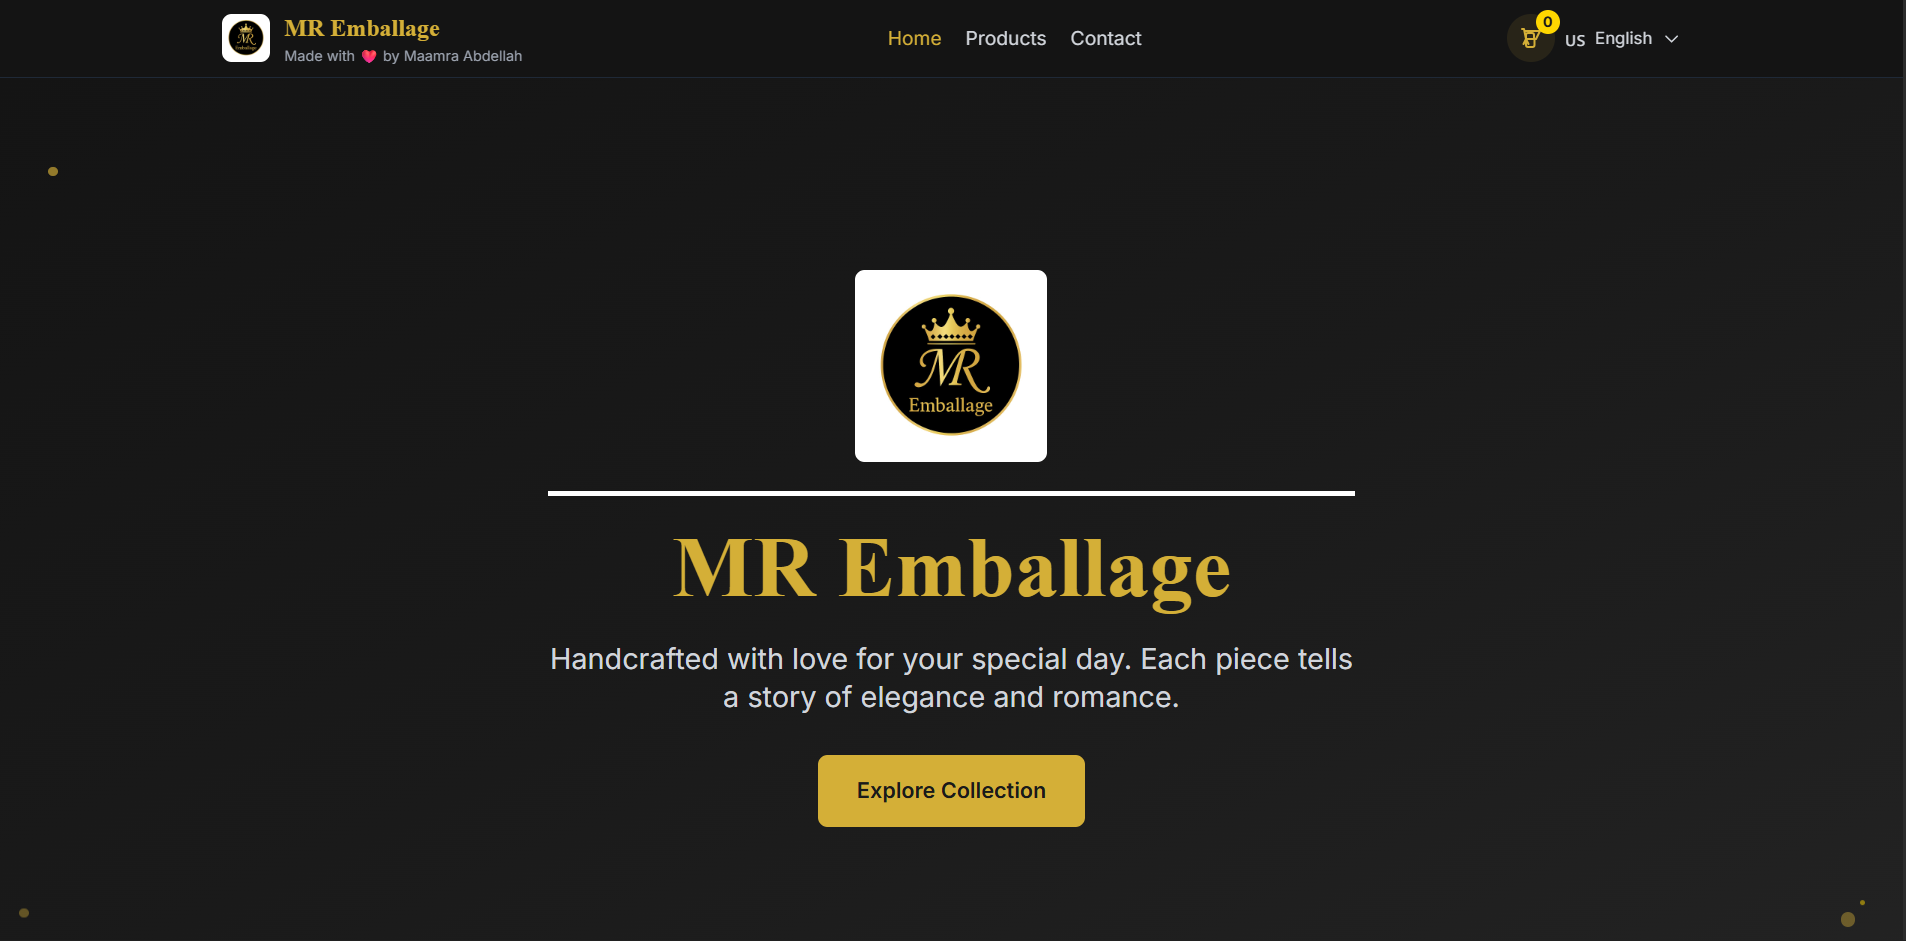 MR Emballage
Made with 💔 by Maamra Abdellah
Home
Products
Contact
0
US English
MR
Emballage
MR Emballage
Handcrafted with love for your special day. Each piece tells
a story of elegance and romance.
Explore Collection